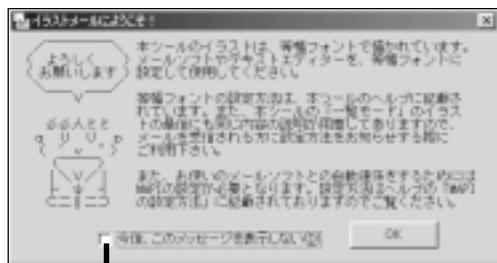 イラストメールにようこそ！
よろしく
お願いします
本ツールのイラストは、等幅フォントで描かれています。
メールソフトやテキストエディターを、等幅フォントに
設定して使用してください。
等幅フォントの設定方法は、本ツールのヘルプに記載さ
れています。また、本ツールの「一覧モード」のイラス
トの最後にも同じ内容の説明が用意してありますので、
メールを受信される方に設定方法をお知らせする際に
ご利用下さい。
また、お使いのメールソフトとの自動連携をするためには
MAPIの設定が必要となります。設定方法はヘルプの「MAPI
の設定方法」に記載されておりますのでご覧ください。
今後、このメッセージを表示しない(D)
OK